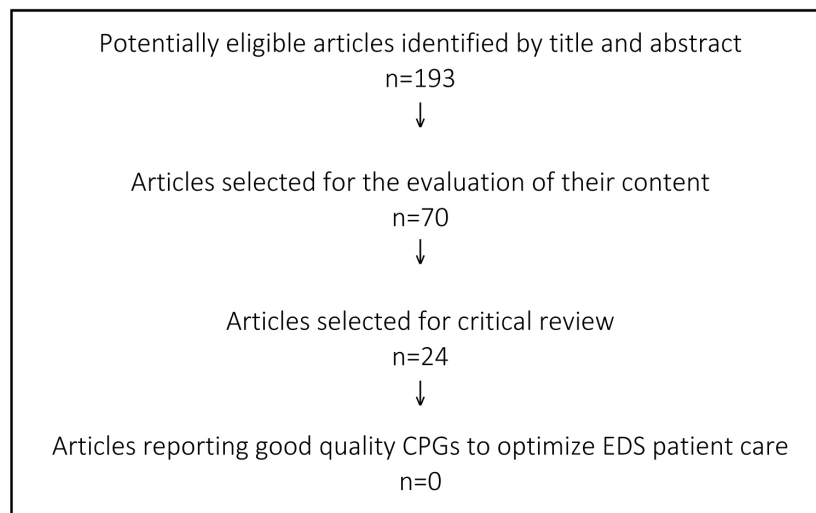 Potentially eligible articles identified by title and abstract
n=193
↓
Articles selected for the evaluation of their content
n=70
↓
Articles selected for critical review
n=24
↓
Articles reporting good quality CPGs to optimize EDS patient care
n=0